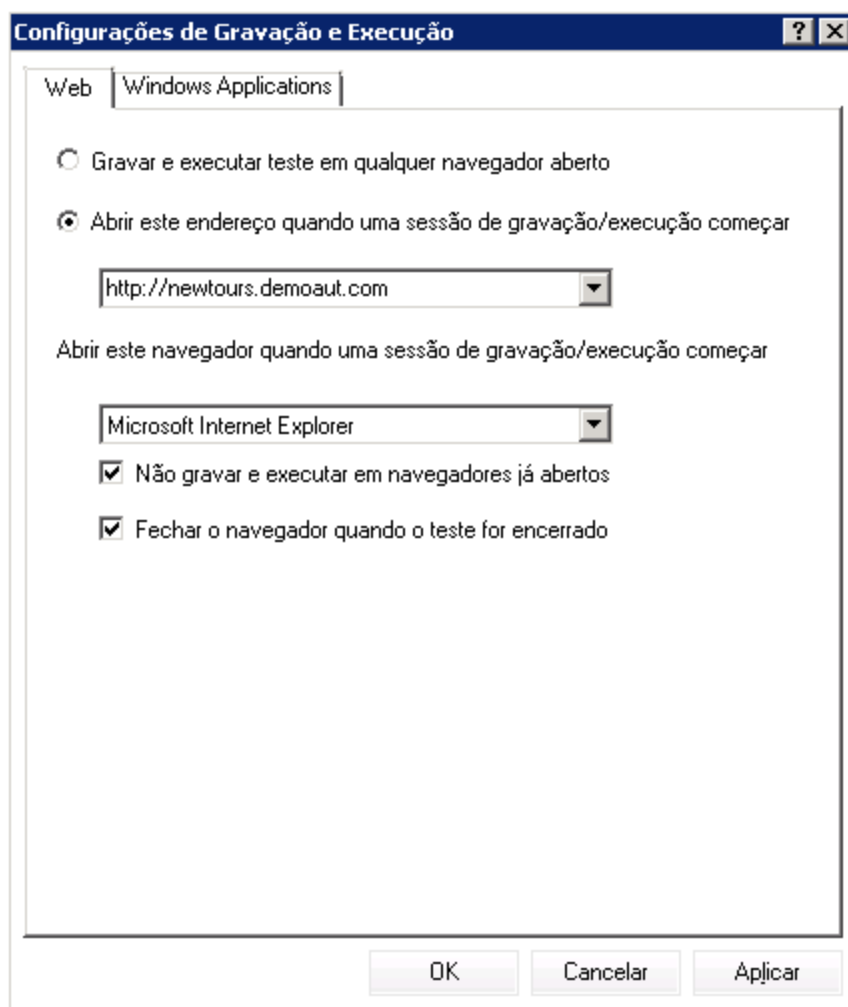 Configurações de Gravação e Execução
Web
Windows Applications
Gravar e executar teste em qualquer navegador aberto
Abrir este endereço quando uma sessão de gravação/execução começar
http://newtours.demoaut.com
Abrir este navegador quando uma sessão de gravação/execução começar
Microsoft Internet Explorer
Não gravar e executar em navegadores já abertos
Fechar o navegador quando o teste for encerrado
OK
Cancelar
Aplicar